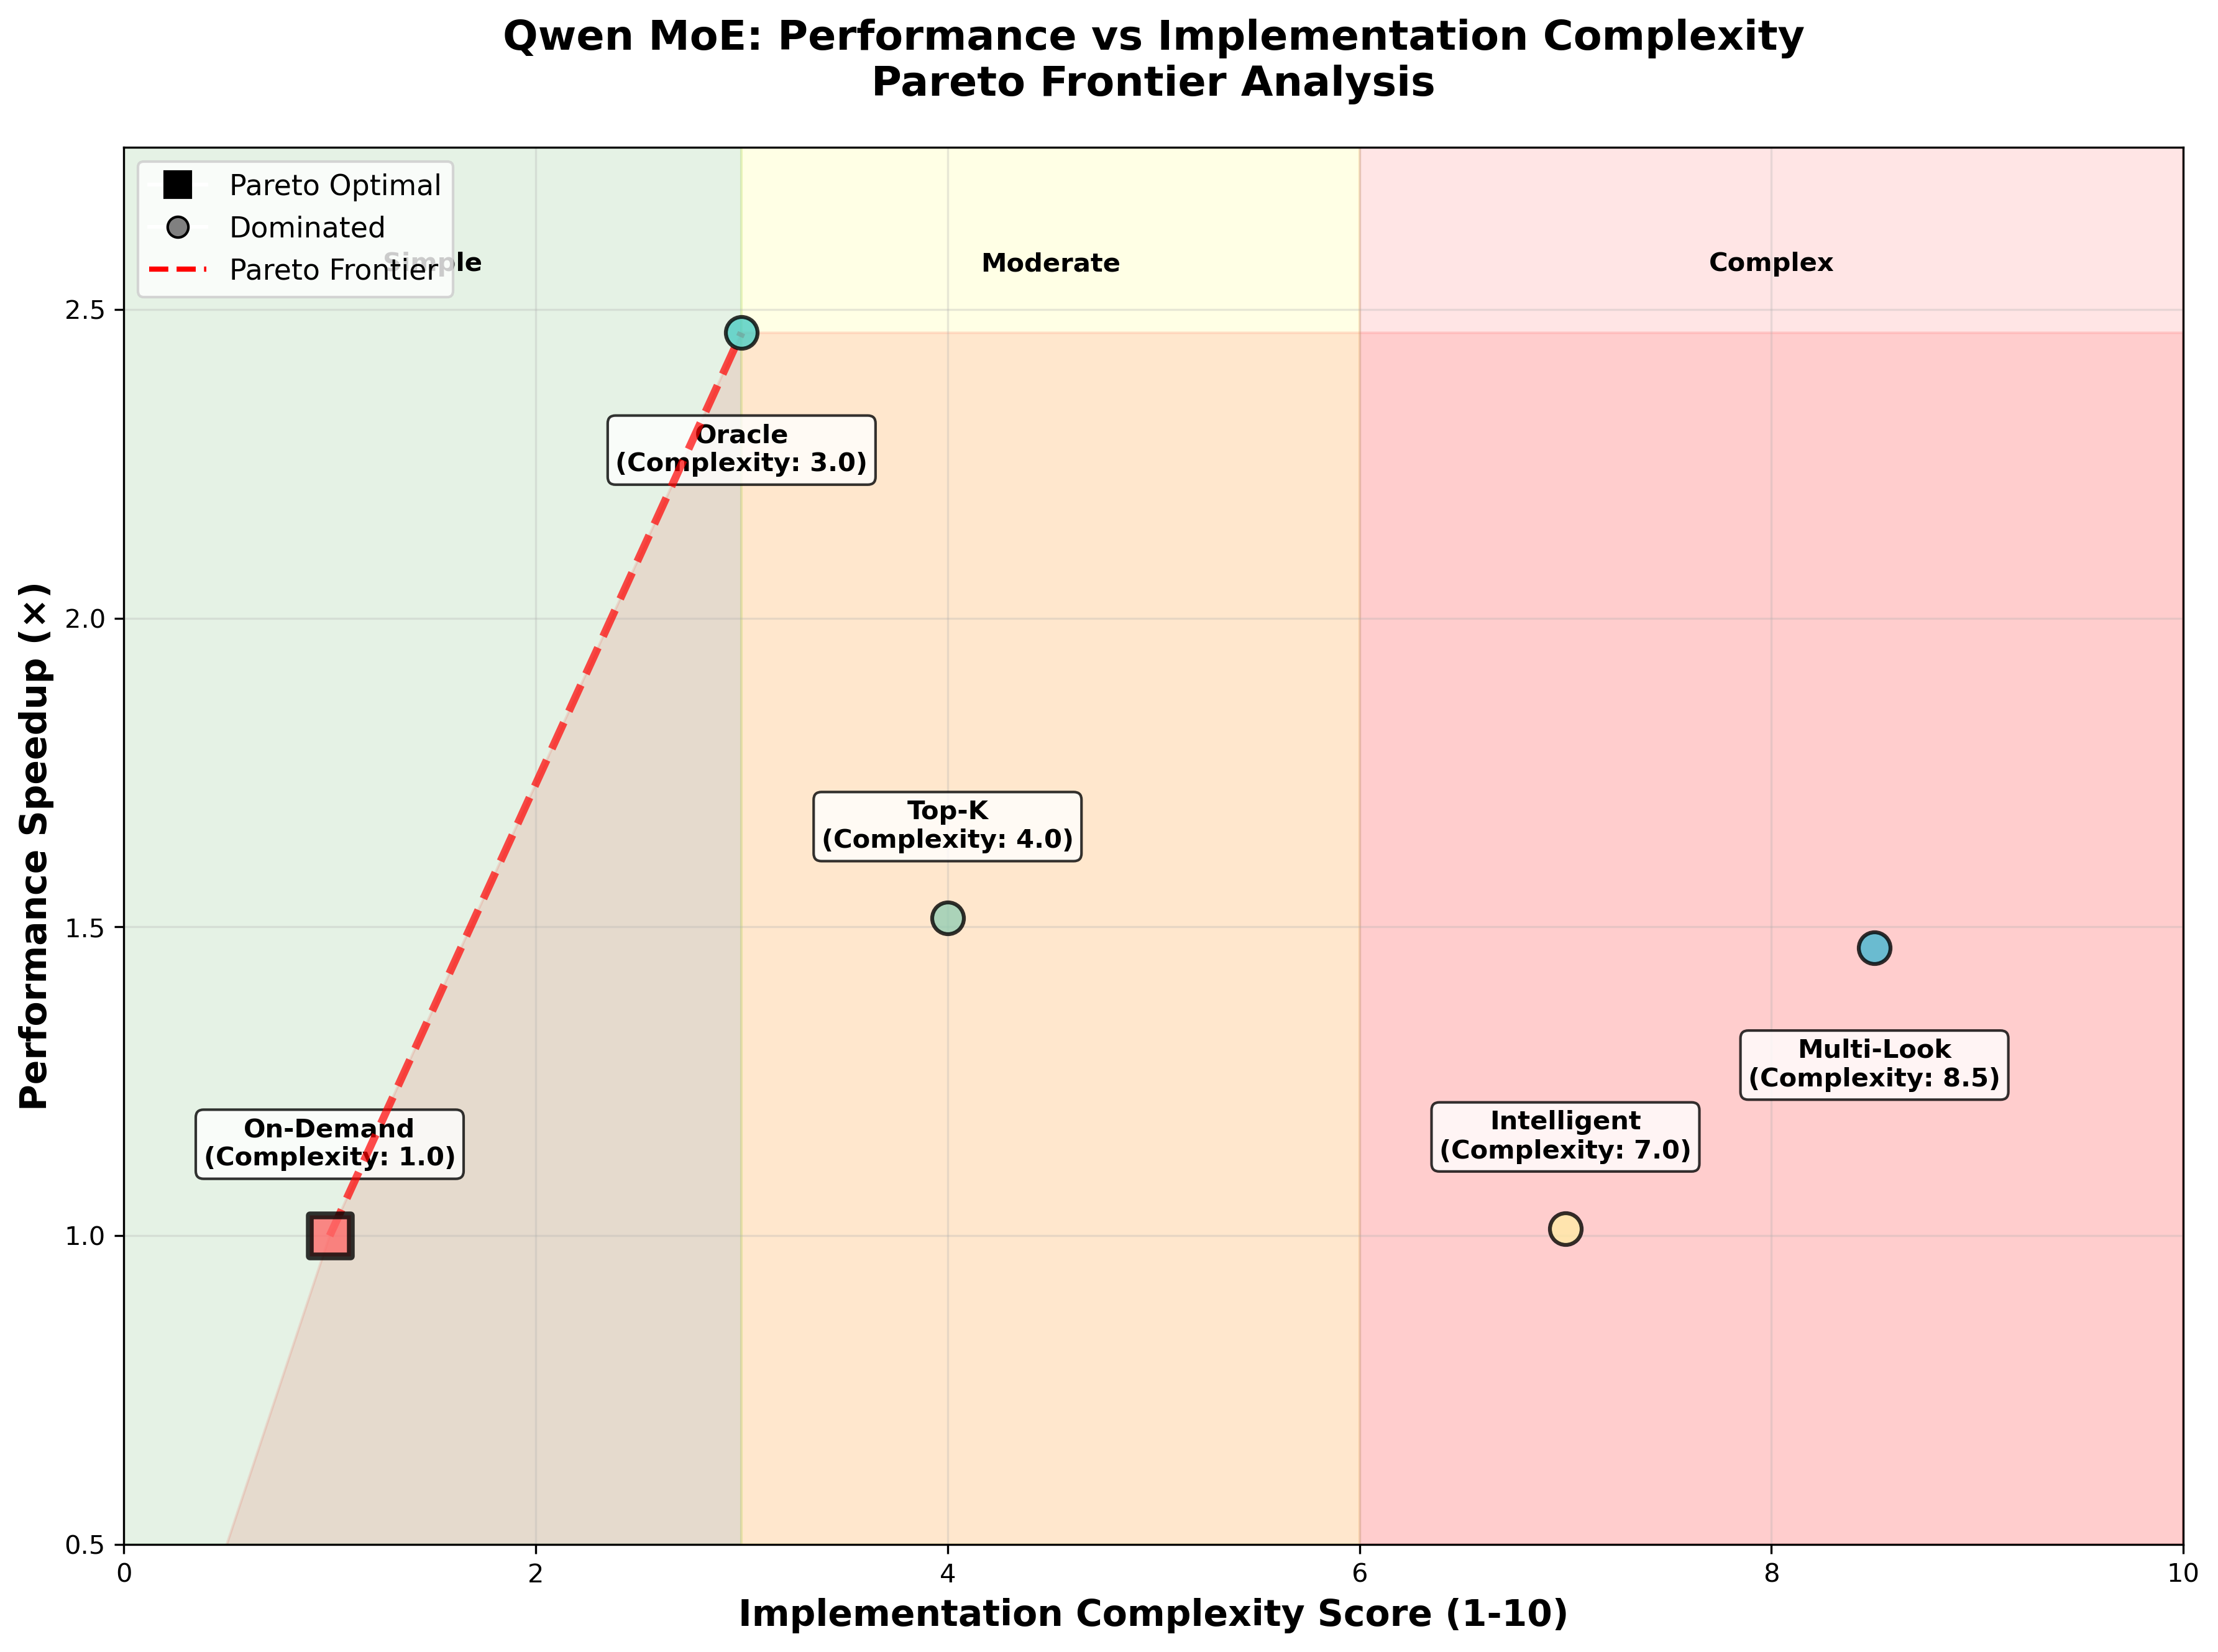 Qwen MoE: Performance vs Implementation Complexity
Pareto Frontier Analysis
Pareto Optimal
Dominated
Pareto Frontier
Simple
Moderate
Complex
2.5
2.0
1.5
1.0
0.5
Performance Speedup (×)
Oracle
(Complexity: 3.0)
Top-K
(Complexity: 4.0)
Multi-Look
(Complexity: 8.5)
Intelligent
(Complexity: 7.0)
On-Demand
(Complexity: 1.0)
0
2
4
6
8
10
Implementation Complexity Score (1-10)